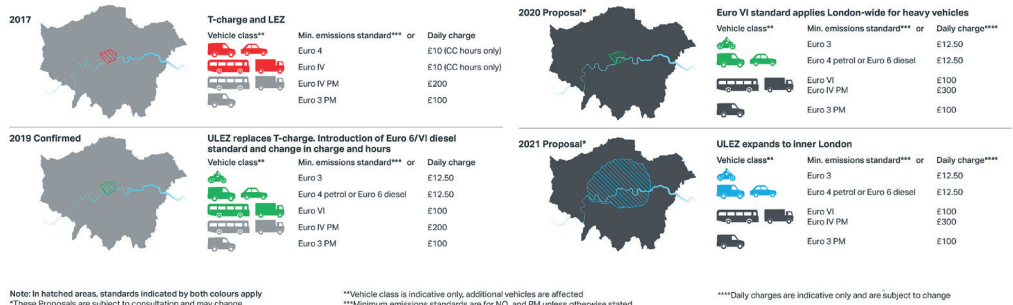 2017
T-charge and LEZ
Vehicle class** Min. emissions standard*** or Daily charge
Euro 4 £10 (CC hours only)
Euro IV £10 (CC hours only)
Euro IV PM £200
Euro 3 PM £100
2019 Confirmed
ULEZ replaces T-charge. Introduction of Euro 6/VI diesel
standard and change in charge and hours
Vehicle class** Min. emissions standard*** or Daily charge
Euro 3 £12.50
Euro 4 petrol or Euro 6 diesel £12.50
Euro VI £100
Euro IV PM £200
Euro 3 PM £100
2020 Proposal*
Euro VI standard applies London-wide for heavy vehicles
Vehicle class** Min. emissions standard*** or Daily charge****
Euro 3 £12.50
Euro 4 petrol or Euro 6 diesel £12.50
Euro VI £100
Euro IV PM £300
Euro 3 PM £100
2021 Proposal*
ULEZ expands to inner London
Vehicle class** Min. emissions standard*** or Daily charge****
Euro 3 £12.50
Euro 4 petrol or Euro 6 diesel £12.50
Euro VI £100
Euro IV PM £300
Euro 3 PM £100
Note: In hatched areas, standards indicated by both colours apply
*These Proposals are subject to consultation and may change
**Vehicle class is indicative only, additional vehicles are affected
***Minimum emissions standards are for NOx and PM unless otherwise stated
****Daily charges are indicative only and are subject to change